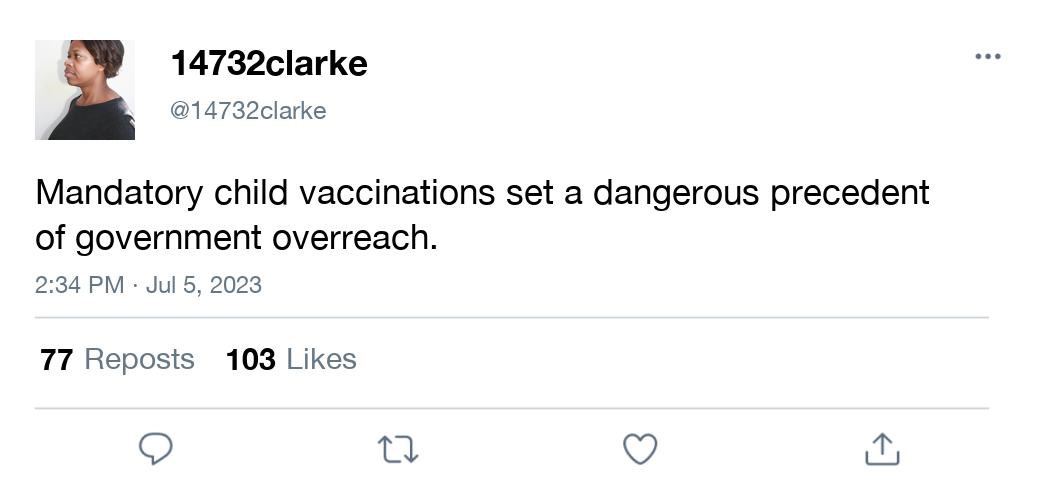 14732clarke
@14732clarke
Mandatory child vaccinations set a dangerous precedent
of government overreach.
2:34 PM · Jul 5, 2023
77 Reposts 103 Likes